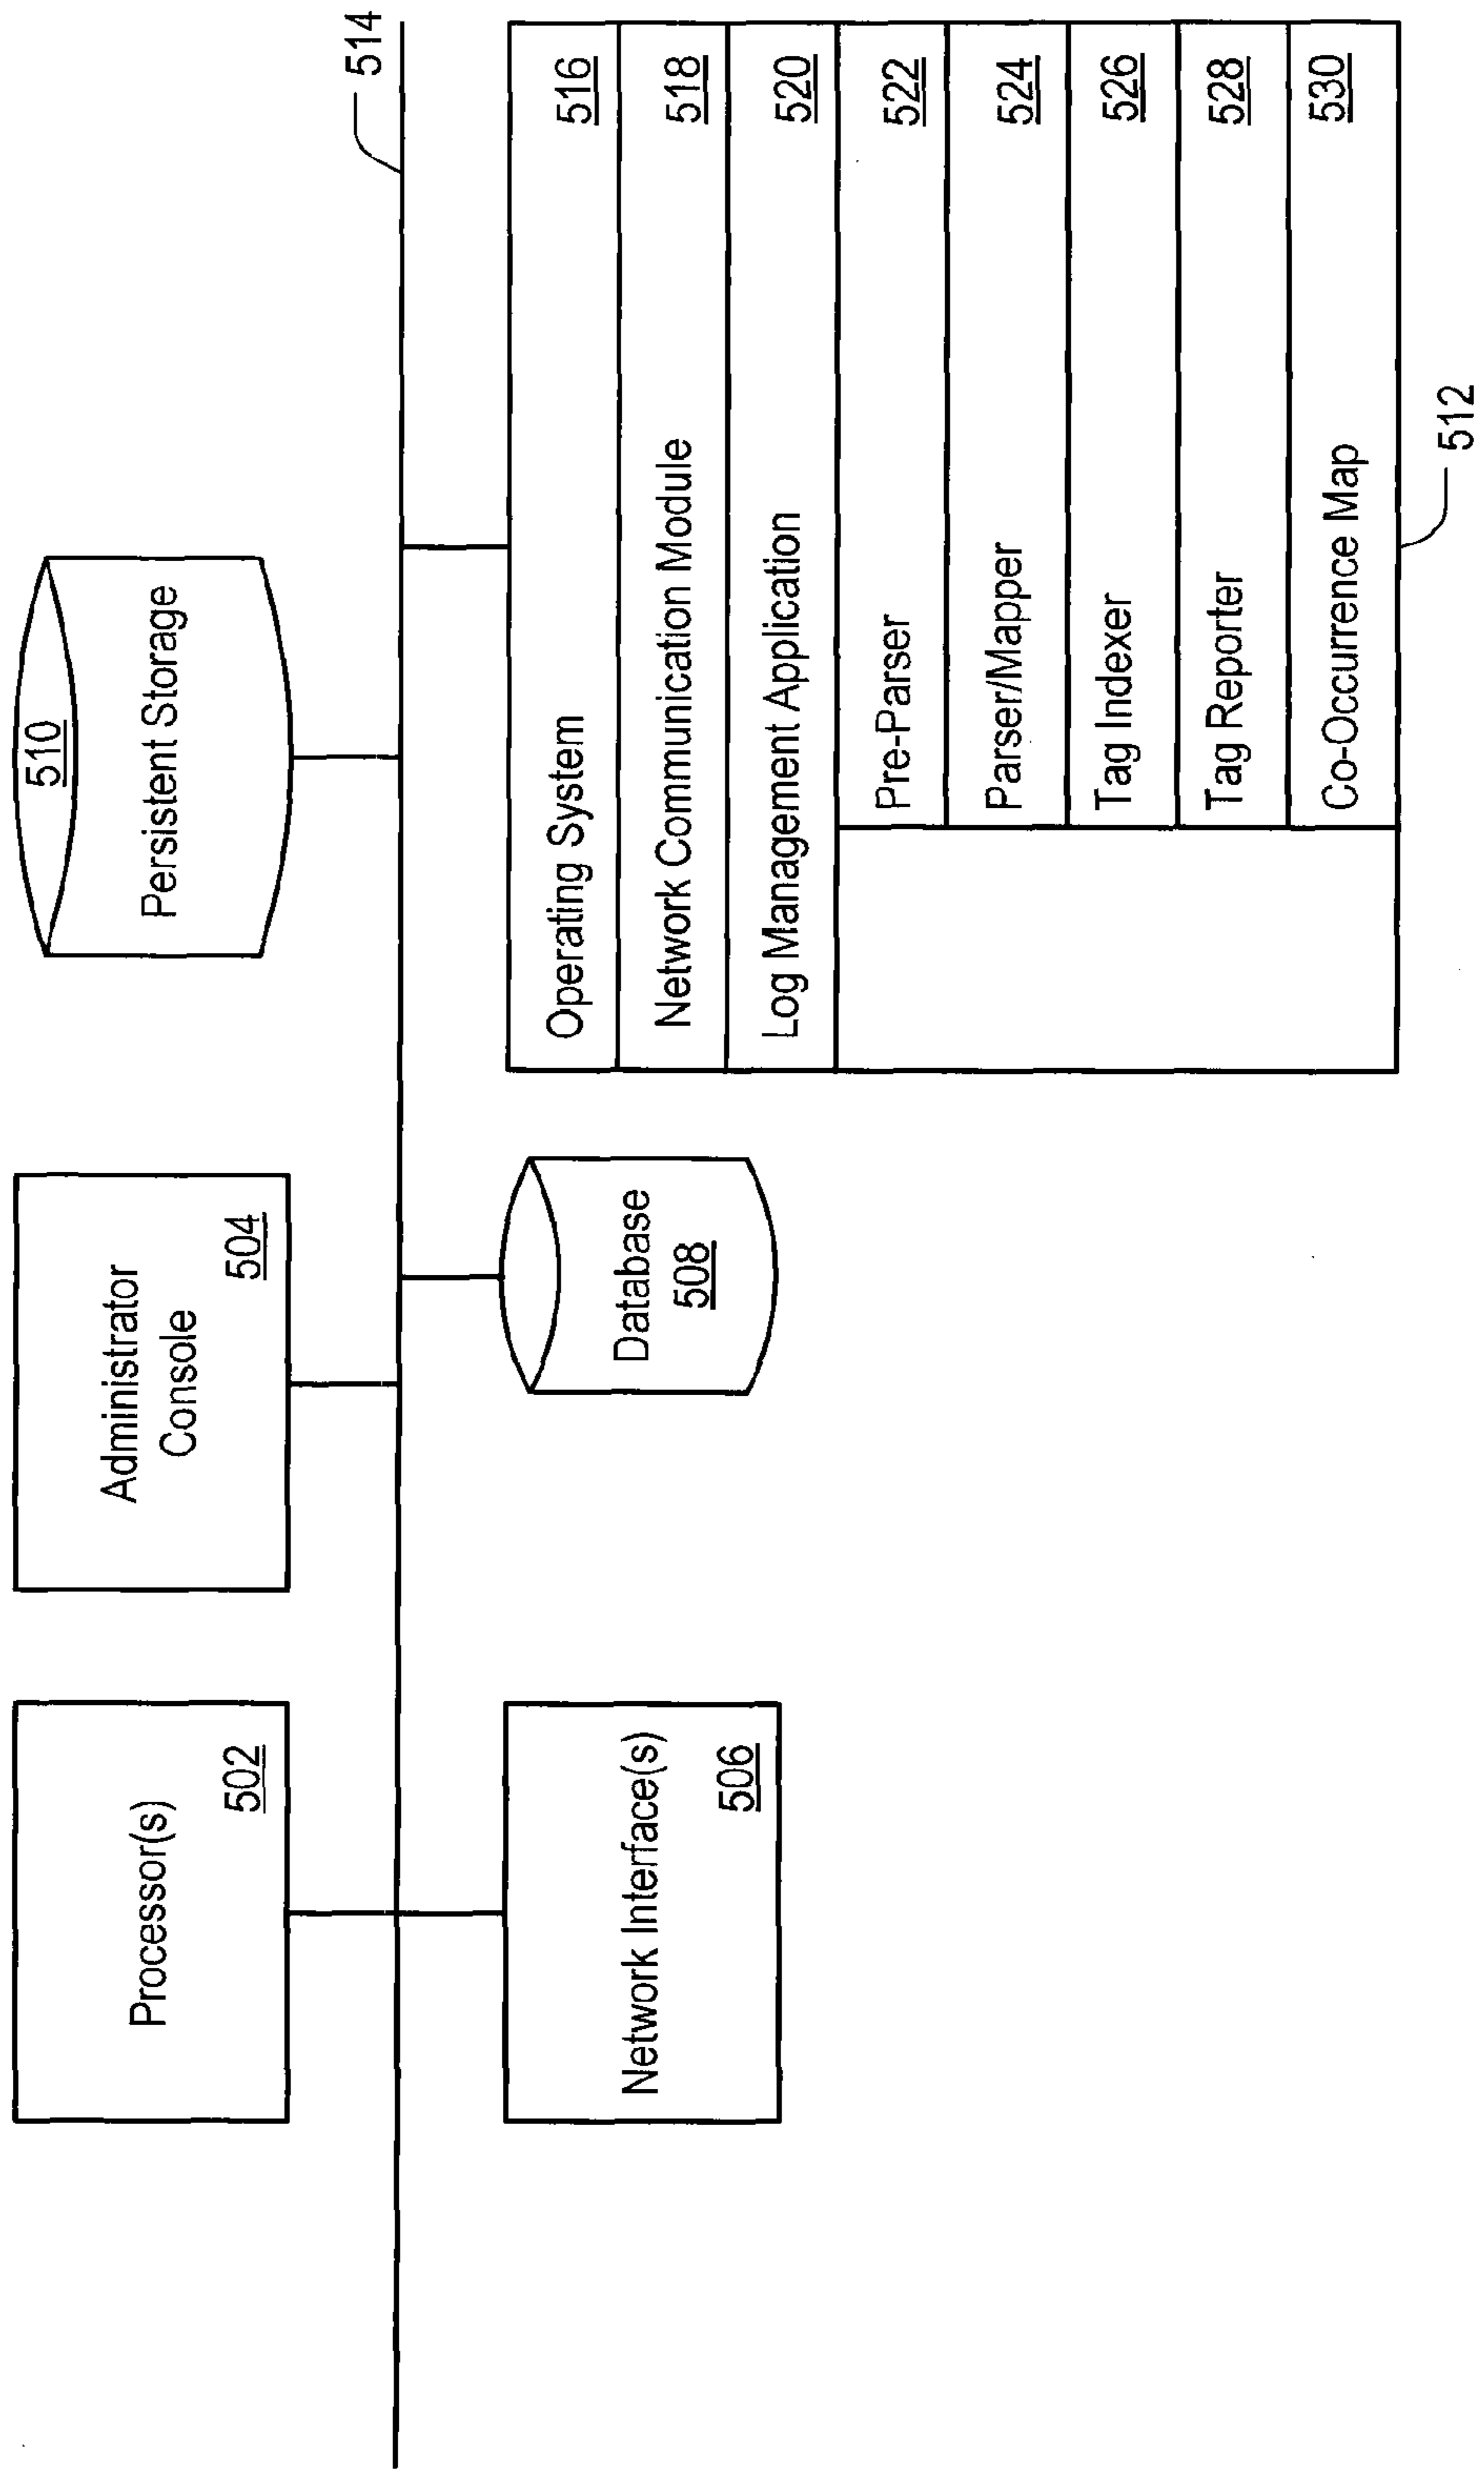 Processor(s)
502
Administrator
Console
504
510
Persistent Storage
514
Network Interface(s)
506
Database
508
Operating System 516
Network Communication Module 518
Log Management Application 520
Pre-Parser 522
Parser/Mapper 524
Tag Indexer 526
Tag Reporter 528
Co-Occurrence Map 530
512